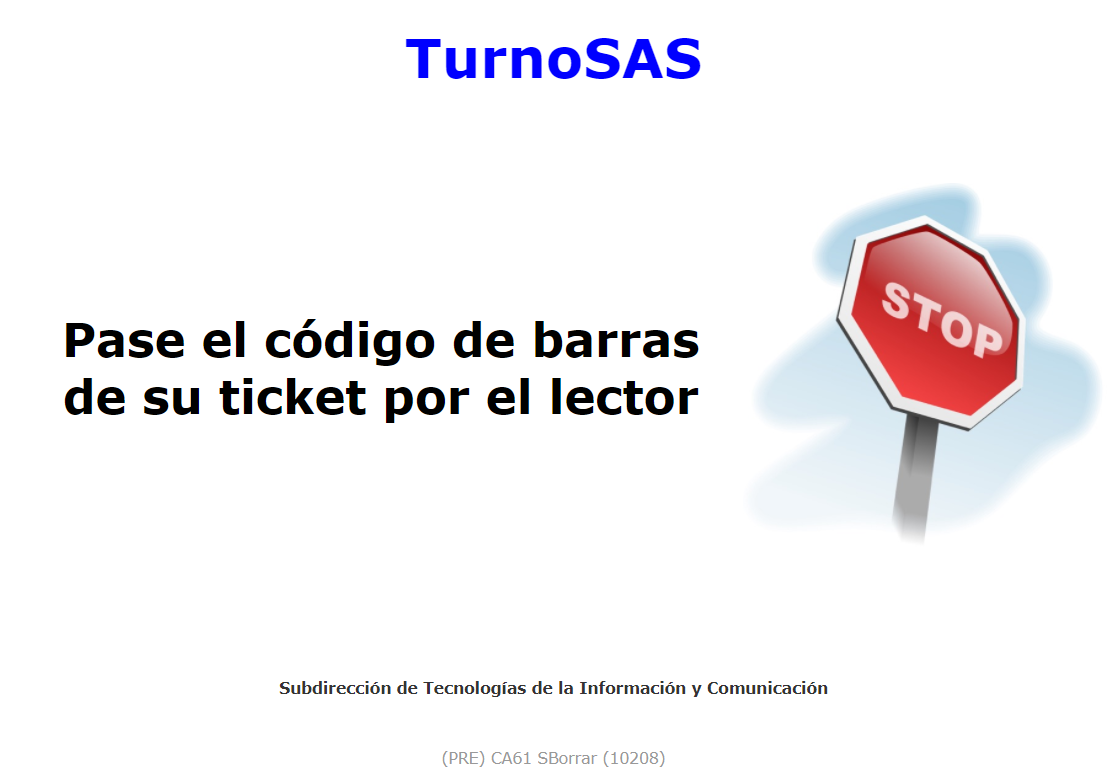 TurnoSAS
STOP
Pase el código de barras
de su ticket por el lector
Subdirección de Tecnologías de la Información y Comunicación
(PRE) CA61 SBorrar (10208)